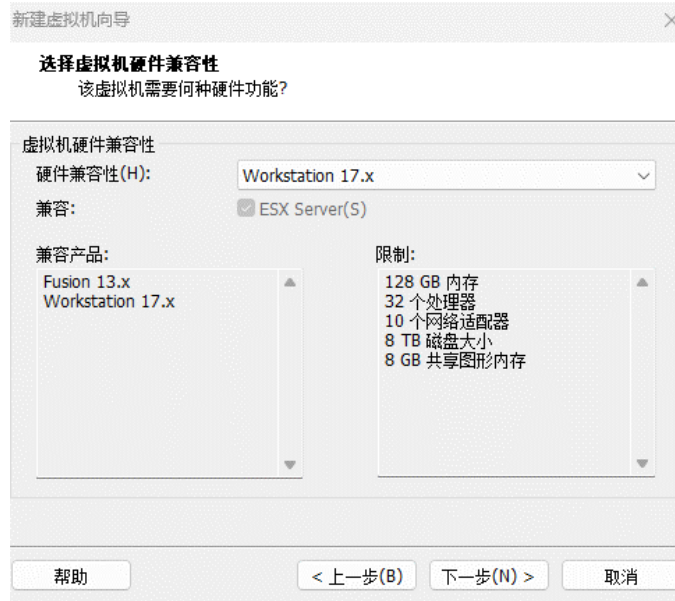 新建虚拟机向导
选择虚拟机硬件兼容性
该虚拟机需要何种硬件功能?
虚拟机硬件兼容性
硬件兼容性(H): Workstation 17.x
兼容: ESX Server(S)
兼容产品:
Fusion 13.x
Workstation 17.x
限制:
128 GB 内存
32 个处理器
10 个网络适配器
8 TB 磁盘大小
8 GB 共享图形内存
帮助 < 上一步(B) 下一步(N) > 取消